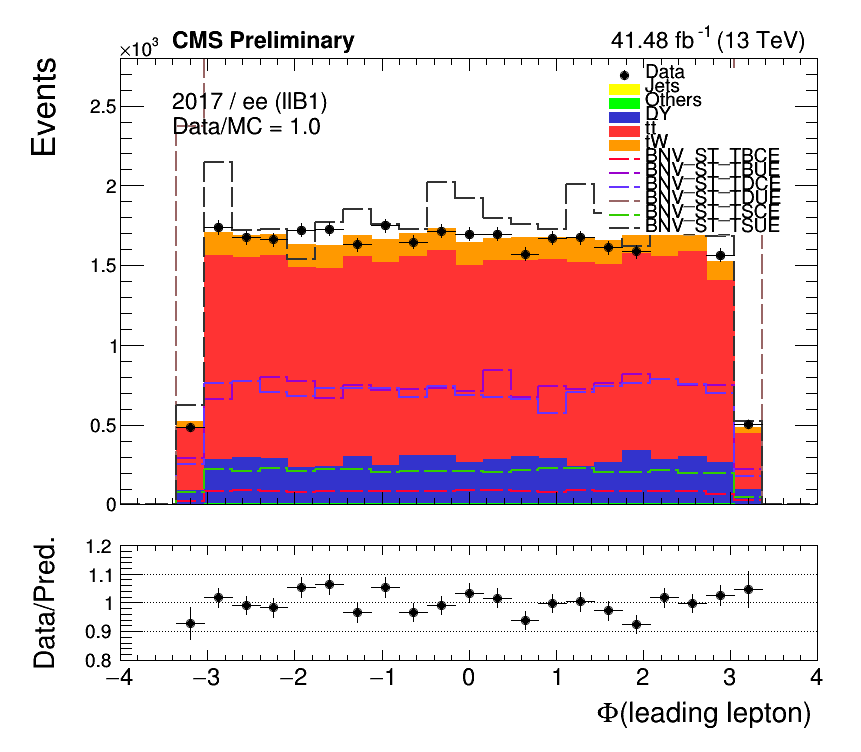 ×10³
CMS Preliminary
41.48 fb⁻¹ (13 TeV)
Events
2017 / ee (llB1)
Data/MC = 1.0
Data
Jets
Others
DY
tt
tW
BNV_ST_TBCE
BNV_ST_TBUE
BNV_ST_TDCE
BNV_ST_TDUE
BNV_ST_TSCE
BNV_ST_TSUE
2.5
2
1.5
1
0.5
0
Data/Pred.
1.2
1.1
1
0.9
0.8
−4 −3 −2 −1 0 1 2 3 4
Φ(leading lepton)